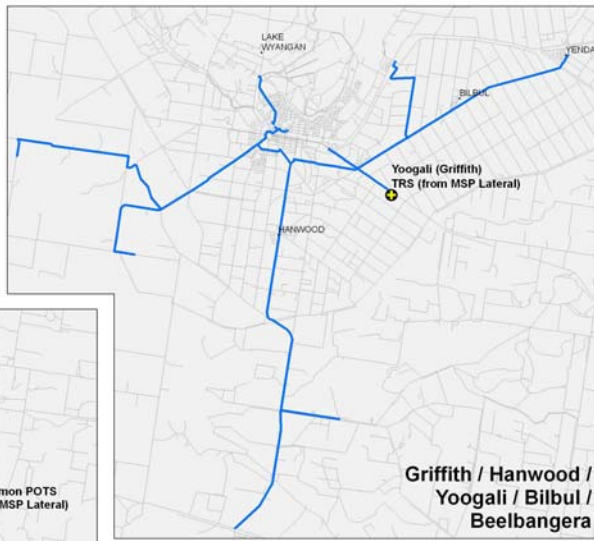 LAKE
WYANGAN
YENDA
BILBUL
Yoogali (Griffith)
TRS (from MSP Lateral)
HANWOOD
mon POTS
MSP Lateral)
Griffith / Hanwood /
Yoogali / Bilbul /
Beelbangera